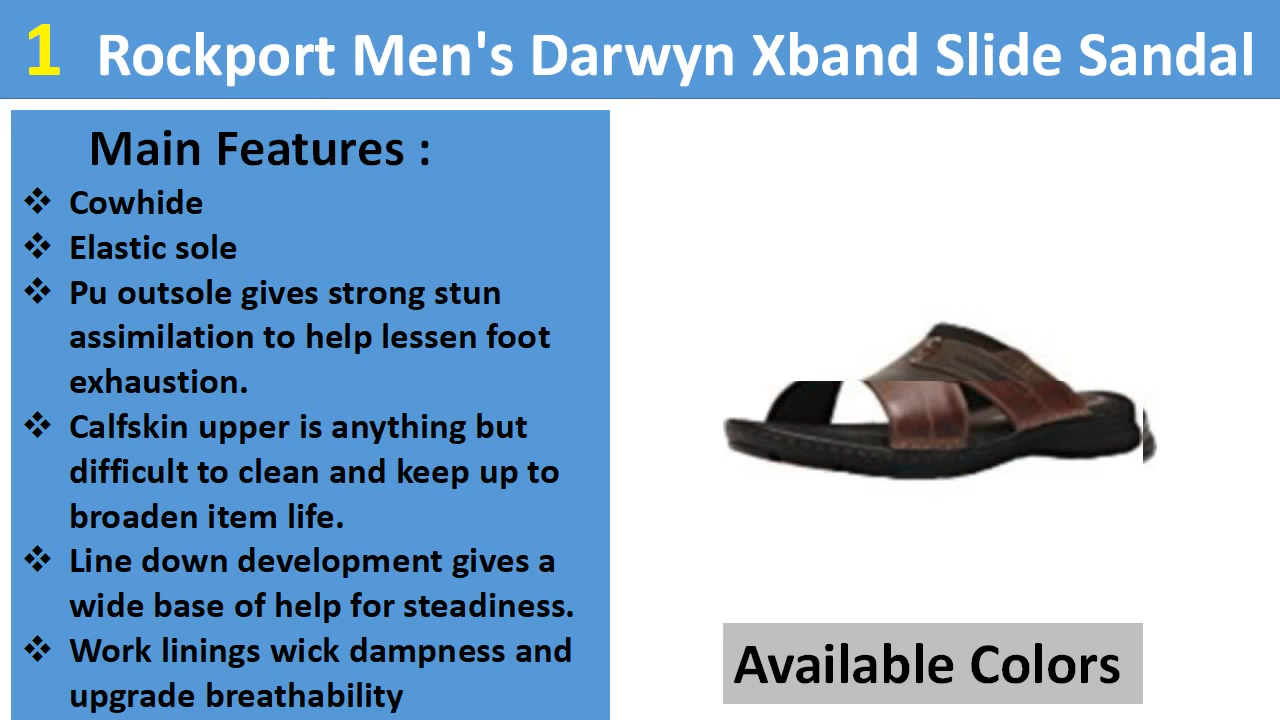 1 Rockport Men's Darwyn Xband Slide Sandal
Main Features :
❖ Cowhide
❖ Elastic sole
❖ Pu outsole gives strong stun
assimilation to help lessen foot
exhaustion.
❖ Calfskin upper is anything but
difficult to clean and keep up to
broaden item life.
❖ Line down development gives a
wide base of help for steadiness.
❖ Work linings wick dampness and
upgrade breathability
Available Colors